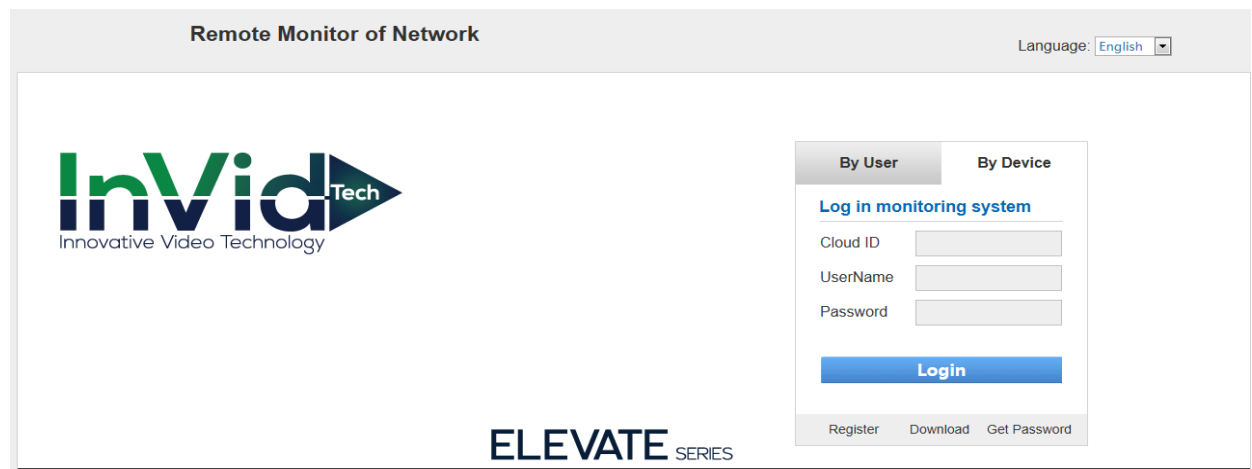 Remote Monitor of Network
Language: English
InVid Tech
Innovative Video Technology
By User By Device
Log in monitoring system
Cloud ID
UserName
Password
Login
Register Download Get Password
ELEVATE SERIES